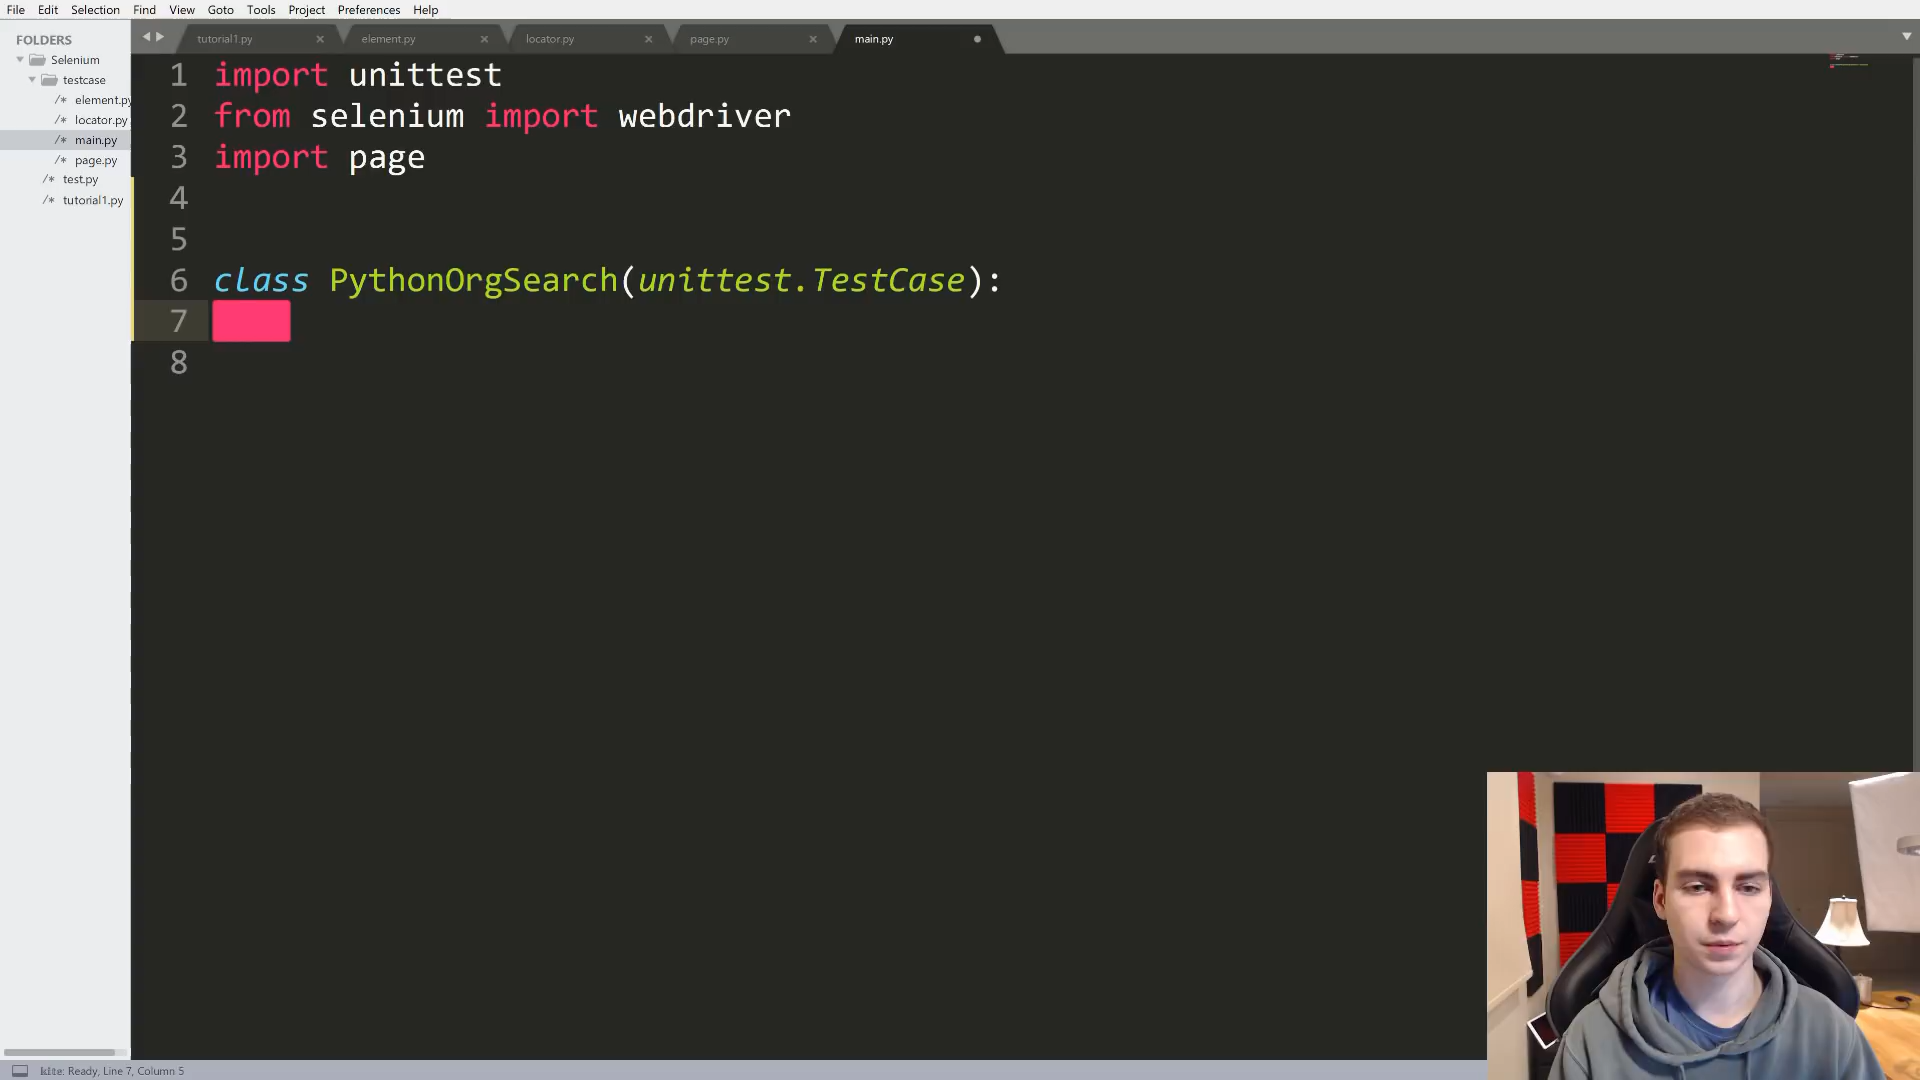 File Edit Selection Find View Goto Tools Project Preferences Help
FOLDERS
Selenium
testcase
/* element.py
/* locator.py
/* main.py
/* page.py
/* test.py
/* tutorial1.py
tutorial1.py × element.py × locator.py × page.py × main.py
1 import unittest
2 from selenium import webdriver
3 import page
4
5
6 class PythonOrgSearch(unittest.TestCase):
7
8
kite: Ready, Line 7, Column 5